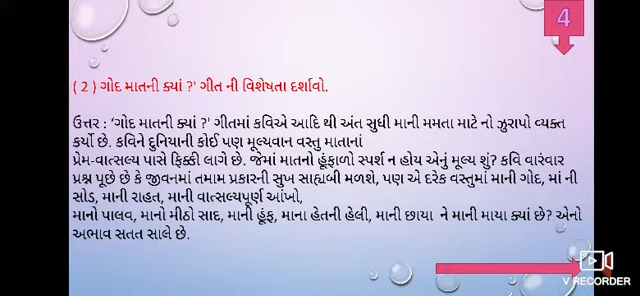 4
( 2 ) ગોદ માતની ક્યાં ?' ગીત ની વિશેષતા દર્શાવો.
ઉત્તર : ‘ગોદ માતની ક્યાં ?' ગીતમાં કવિએ આદિ થી અંત સુધી માની મમતા માટે નો ઝુરાપો વ્યક્ત
કર્યો છે. કવિને દુનિયાની કોઈ પણ મૂલ્યવાન વસ્તુ માતાનાં
પ્રેમ-વાત્સલ્ય પાસે ફિક્કી લાગે છે. જેમાં માતનો હૂંફાળો સ્પર્શ ન હોય એનું મૂલ્ય શું? કવિ વારંવાર
પ્રશ્ન પૂછે છે કે જીવનમાં તમામ પ્રકારની સુખ સાહ્યબી મળશે, પણ એ દરેક વસ્તુમાં માની ગોદ, માં ની
સોડ, માની રાહત, માની વાત્સલ્યપૂર્ણ આંખો,
માનો પાલવ, માનો મીઠો સાદ, માની હૂંફ, માના હેતની હેલી, માની છાયા ને માની માયા ક્યાં છે? એનો
અભાવ સતત સાલે છે.
V RECORDER